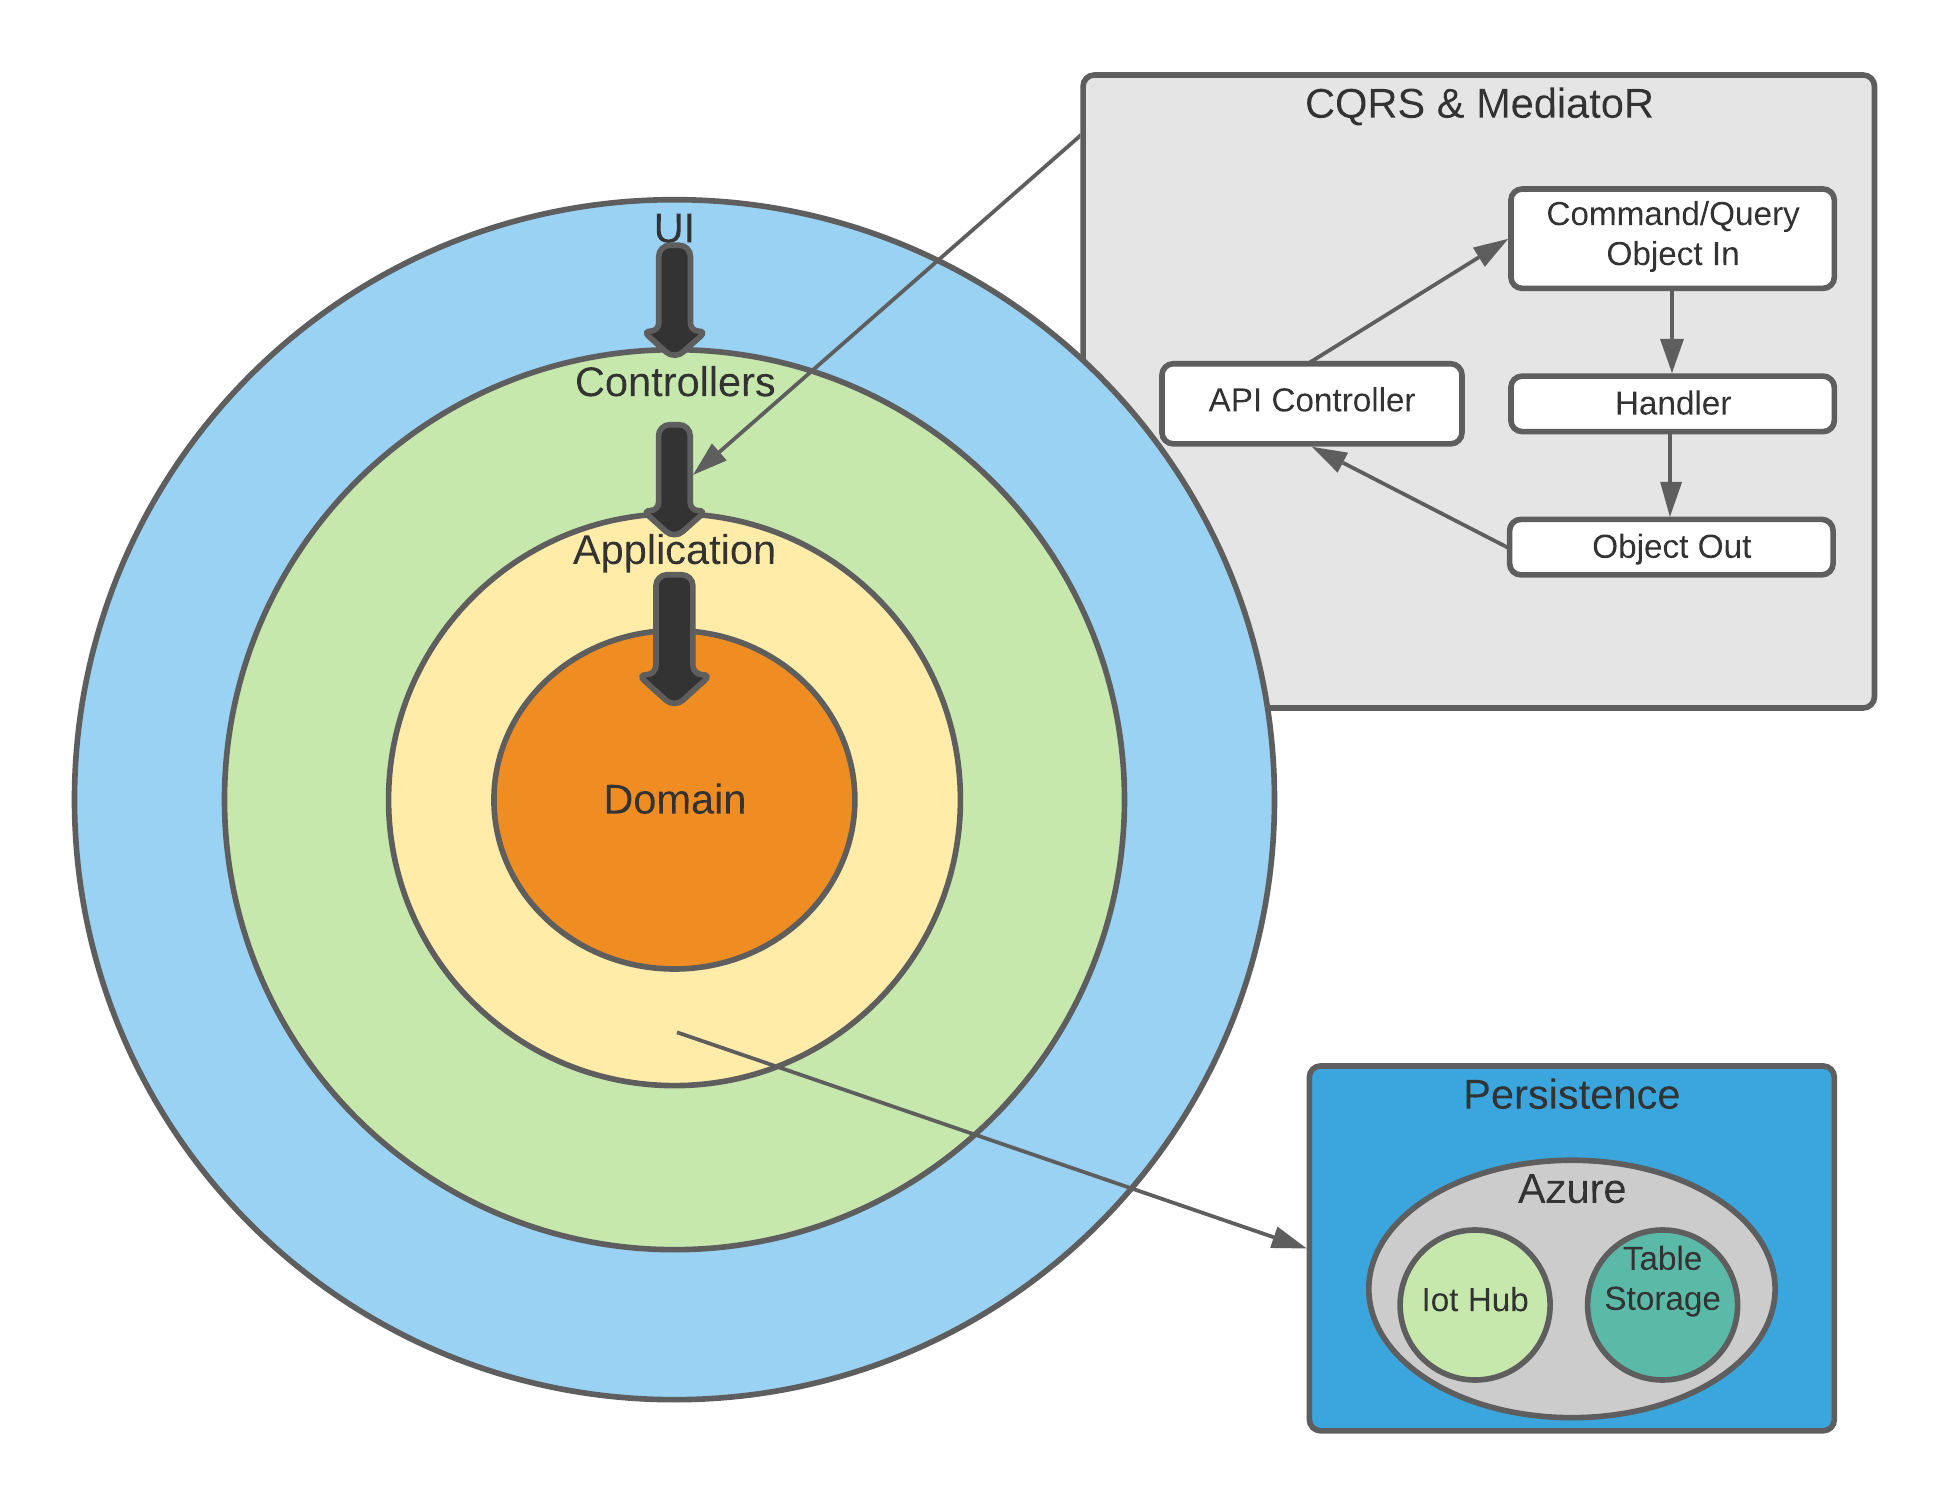 CQRS & MediatoR
UI
Command/Query
Object In
Controllers
API Controller
Handler
Application
Object Out
Domain
Persistence
Azure
Iot Hub
Table
Storage